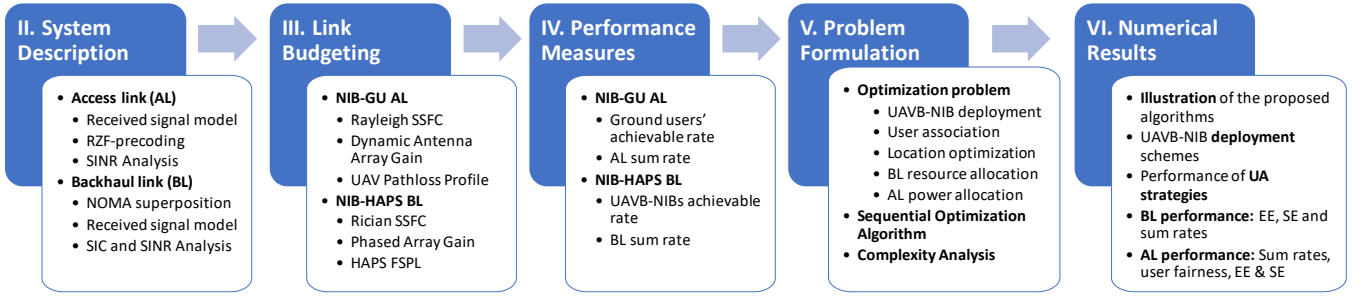 II. System
Description
• Access link (AL)
• Received signal model
• RZF-precoding
• SINR Analysis
• Backhaul link (BL)
• NOMA superposition
• Received signal model
• SIC and SINR Analysis
III. Link
Budgeting
• NIB-GU AL
• Rayleigh SSFC
• Dynamic Antenna
Array Gain
• UAV Pathloss Profile
• NIB-HAPS BL
• Rician SSFC
• Phased Array Gain
• HAPS FSPL
IV. Performance
Measures
• NIB-GU AL
• Ground users'
achievable rate
• AL sum rate
• NIB-HAPS BL
• UAVB-NIBs achievable
rate
• BL sum rate
V. Problem
Formulation
• Optimization problem
• UAVB-NIB deployment
• User association
• Location optimization
• BL resource allocation
• AL power allocation
• Sequential Optimization
Algorithm
• Complexity Analysis
VI. Numerical
Results
• Illustration of the proposed
algorithms
• UAVB-NIB deployment
schemes
• Performance of UA
strategies
• BL performance: EE, SE and
sum rates
• AL performance: Sum rates,
user fairness, EE & SE